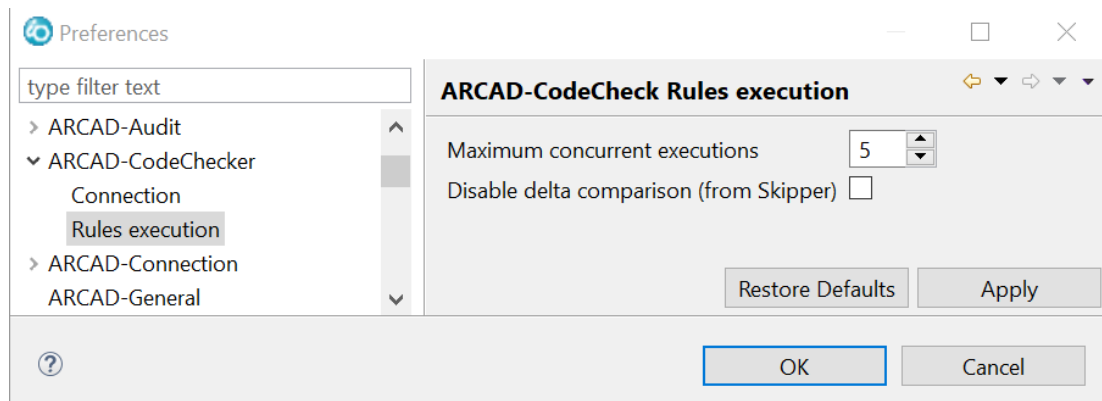 Preferences
type filter text
ARCAD-Audit
ARCAD-CodeChecker
Connection
Rules execution
ARCAD-Connection
ARCAD-General
ARCAD-CodeCheck Rules execution
Maximum concurrent executions 5
Disable delta comparison (from Skipper)
Restore Defaults Apply
? OK Cancel